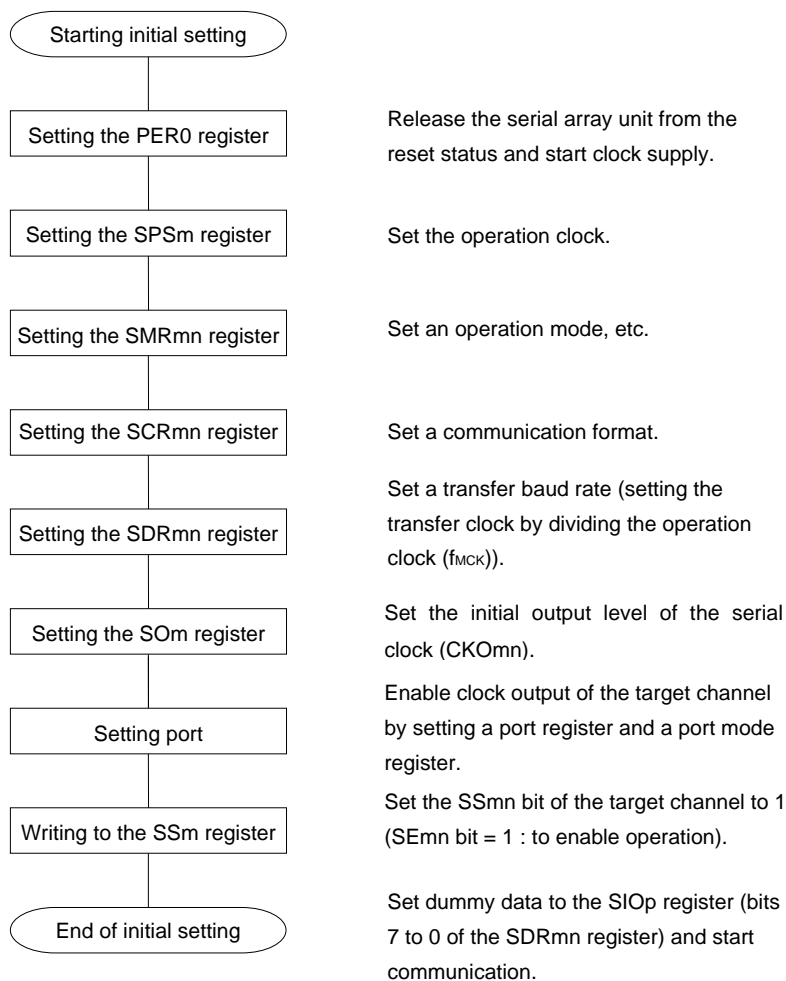 Starting initial setting
Setting the PER0 register
Release the serial array unit from the
reset status and start clock supply.
Setting the SPSm register
Set the operation clock.
Setting the SMRmn register
Set an operation mode, etc.
Setting the SCRmn register
Set a communication format.
Setting the SDRmn register
Set a transfer baud rate (setting the
transfer clock by dividing the operation
clock (fMCK)).
Setting the SOm register
Set the initial output level of the serial
clock (CKOmn).
Setting port
Enable clock output of the target channel
by setting a port register and a port mode
register.
Writing to the SSm register
Set the SSmn bit of the target channel to 1
(SEmn bit = 1 : to enable operation).
End of initial setting
Set dummy data to the SIOp register (bits
7 to 0 of the SDRmn register) and start
communication.